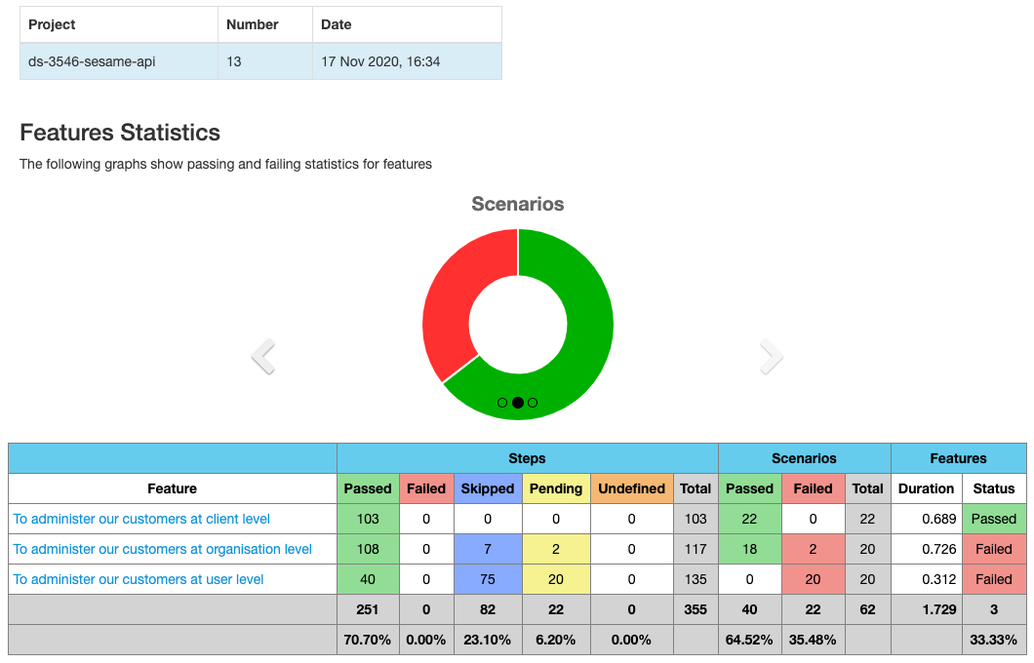 Project Number Date
ds-3546-sesame-api 13 17 Nov 2020, 16:34
Features Statistics
The following graphs show passing and failing statistics for features
Scenarios
Steps Scenarios Features
Feature Passed Failed Skipped Pending Undefined Total Passed Failed Total Duration Status
To administer our customers at client level 103 0 0 0 0 103 22 0 22 0.689 Passed
To administer our customers at organisation level 108 0 7 2 0 117 18 2 20 0.726 Failed
To administer our customers at user level 40 0 75 20 0 135 0 20 20 0.312 Failed
251 0 82 22 0 355 40 22 62 1.729 3
70.70% 0.00% 23.10% 6.20% 0.00% 64.52% 35.48% 33.33%